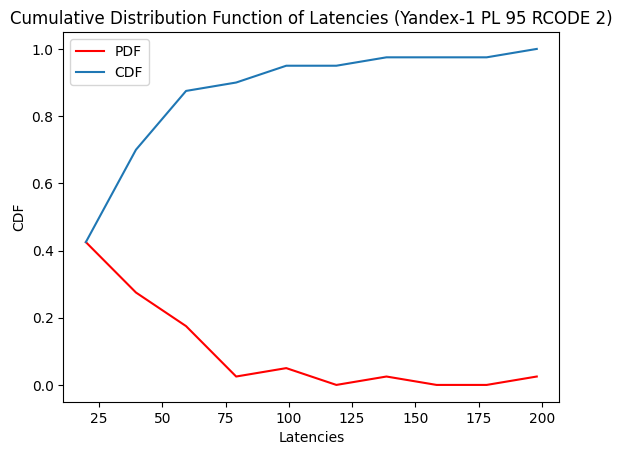 Cumulative Distribution Function of Latencies (Yandex-1 PL 95 RCODE 2)
PDF
CDF
1.0
0.8
0.6
0.4
0.2
0.0
CDF
25
50
75
100
125
150
175
200
Latencies